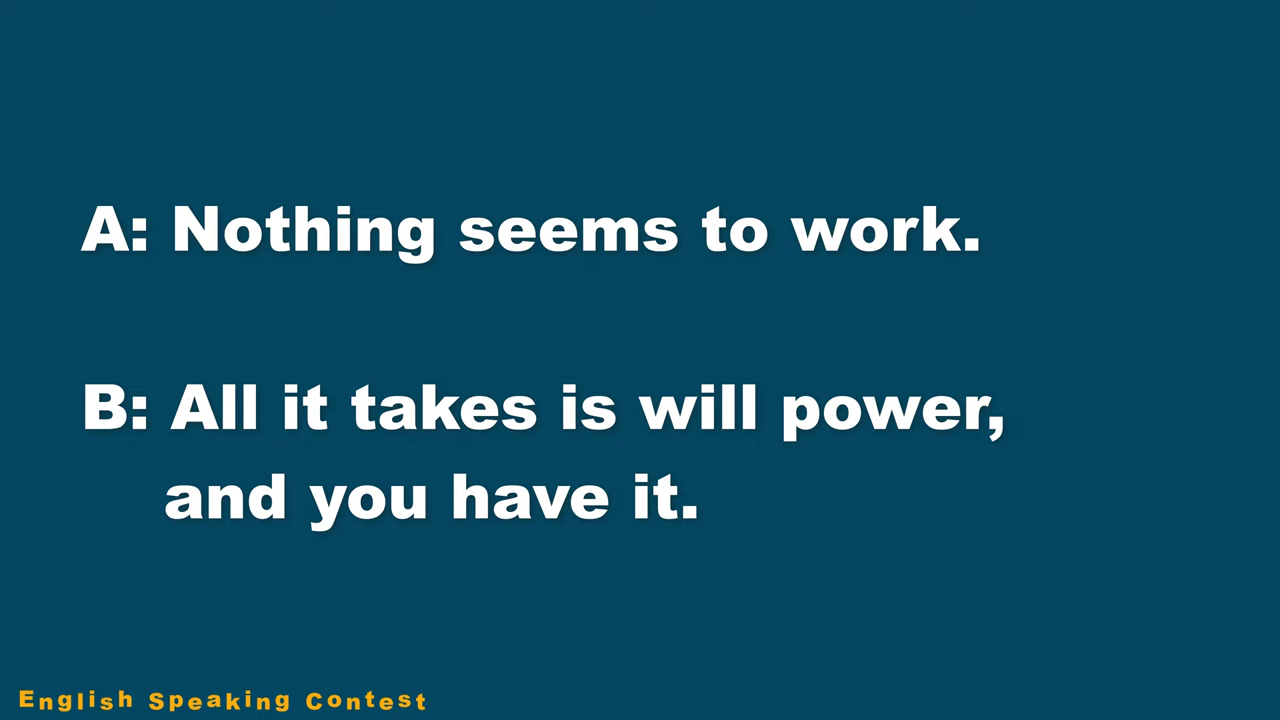 A: Nothing seems to work.
B: All it takes is will power,
and you have it.
English Speaking Contest